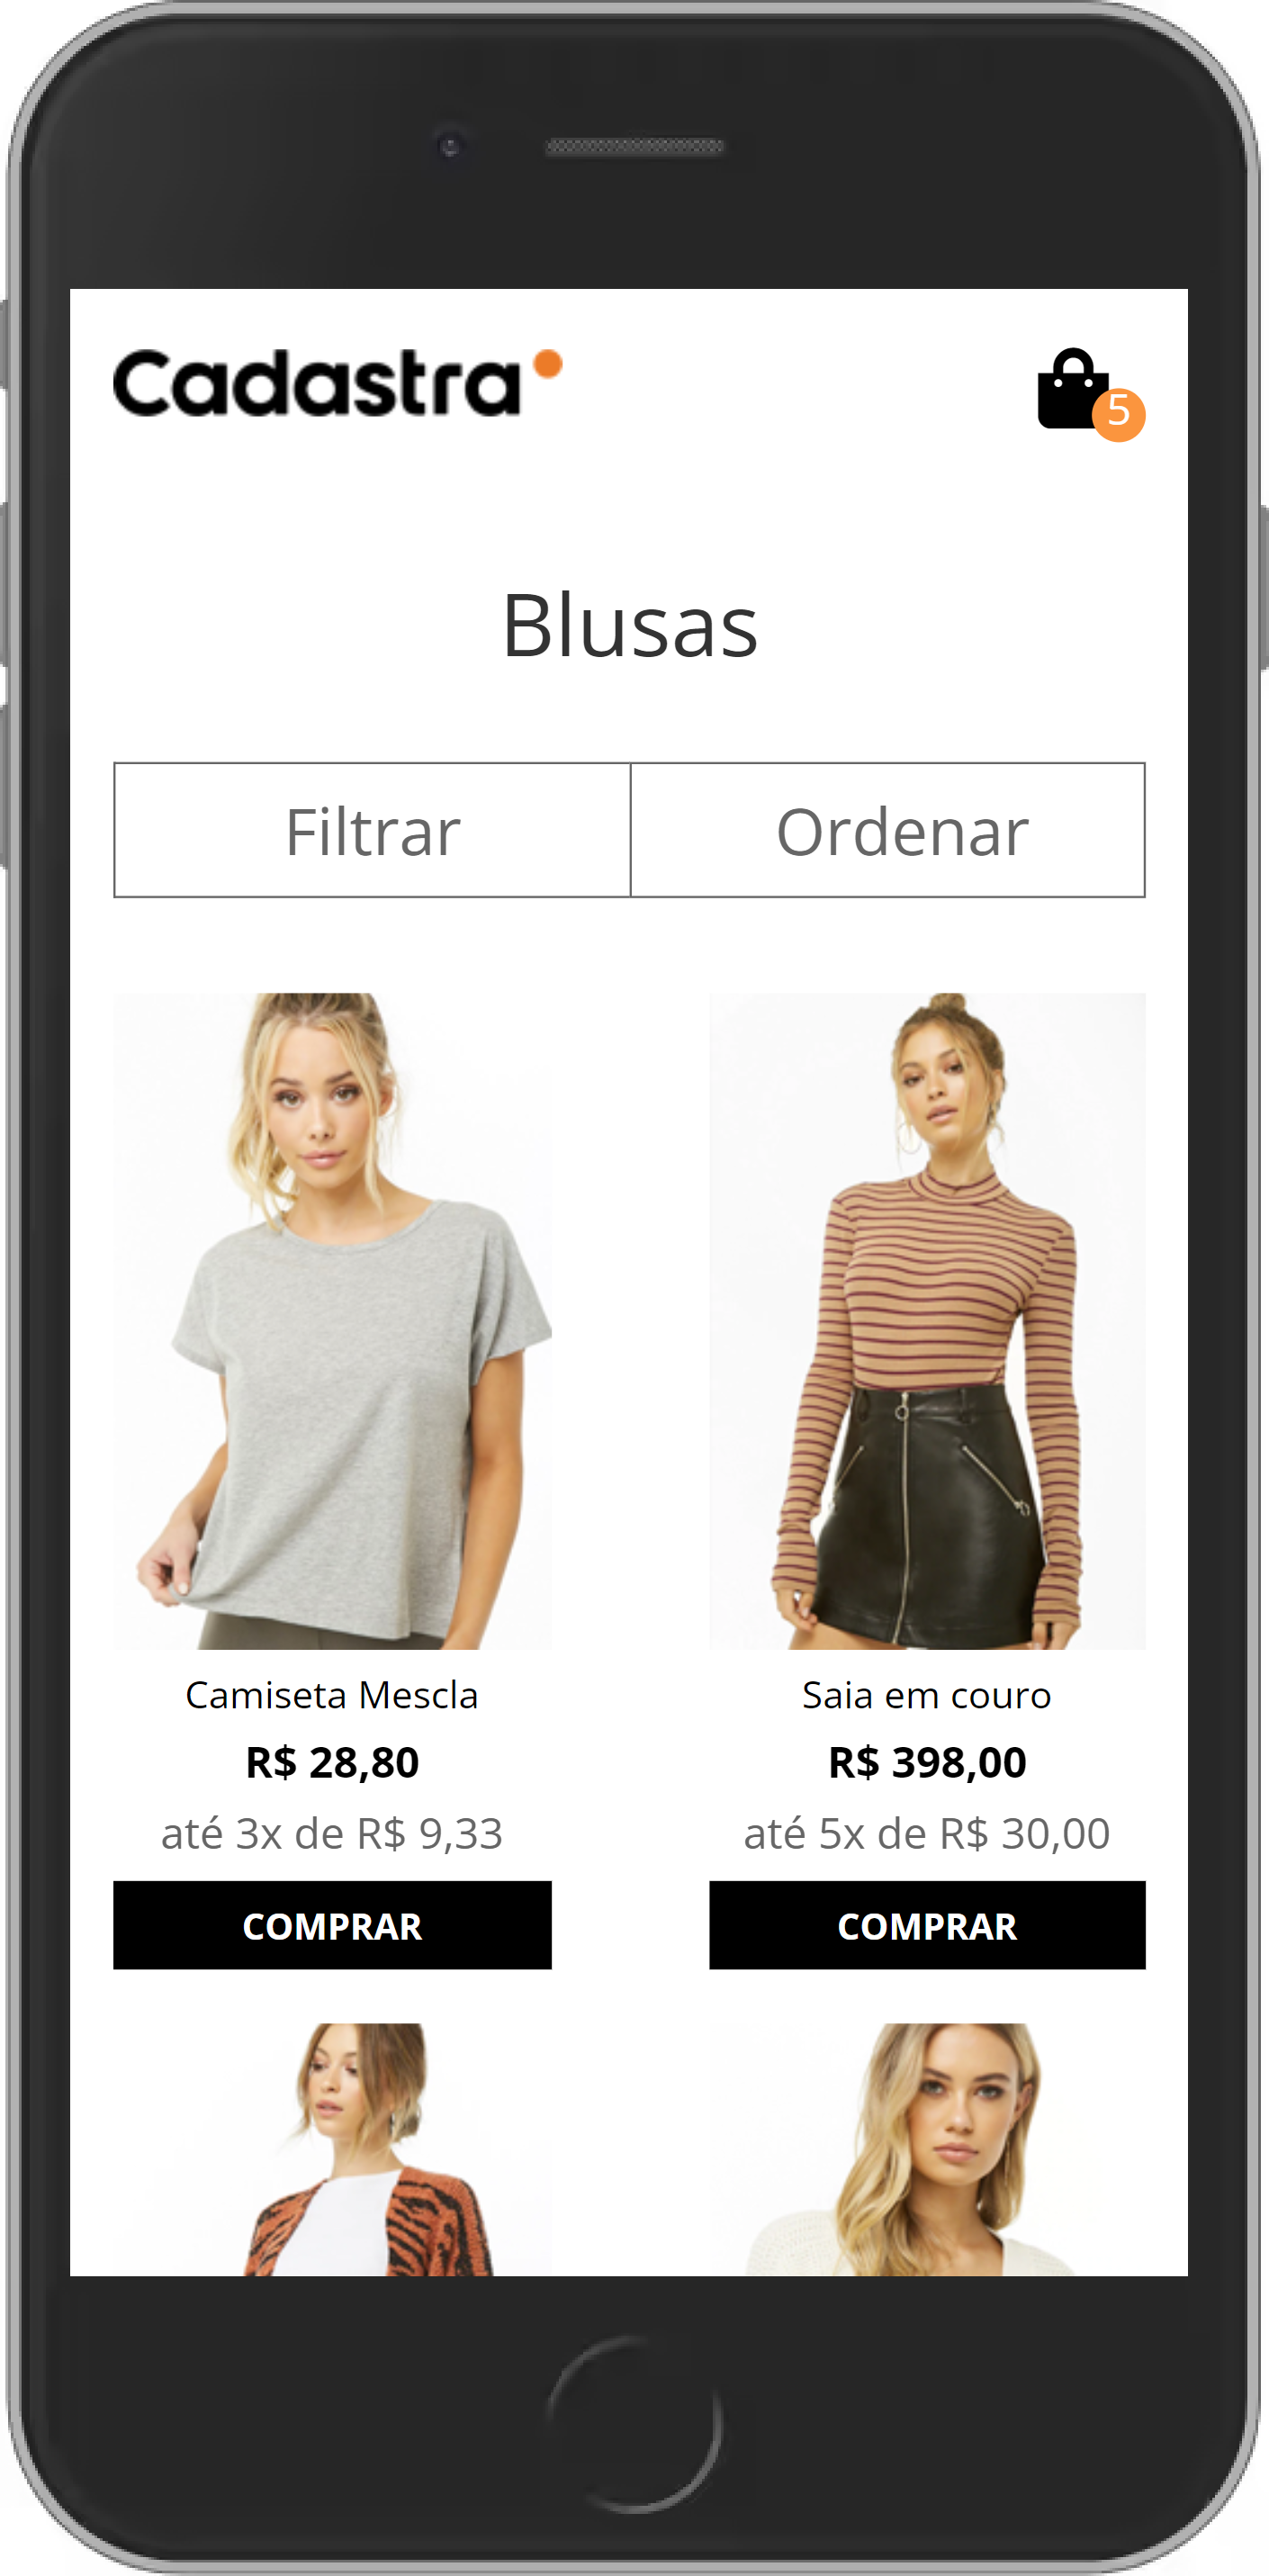 Cadastra
5
Blusas
Filtrar
Ordenar
Camiseta Mescla
R$ 28,80
até 3x de R$ 9,33
COMPRAR
Saia em couro
R$ 398,00
até 5x de R$ 30,00
COMPRAR